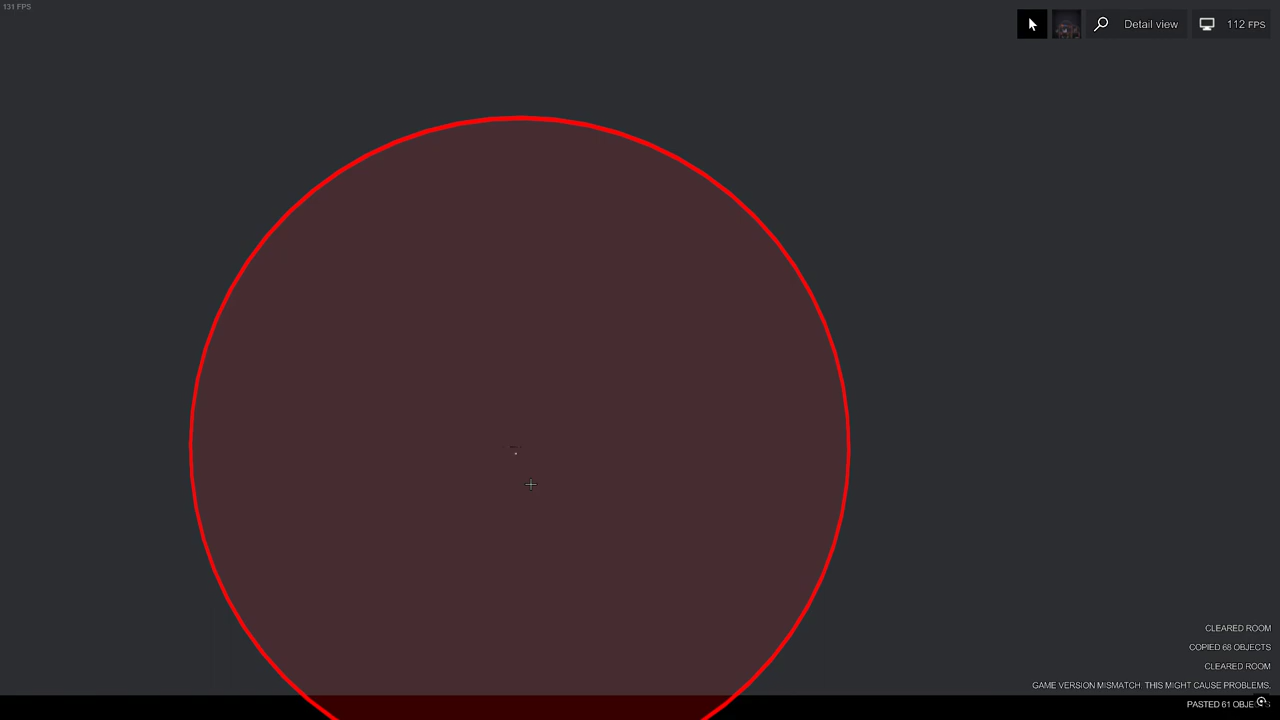 131 FPS
Detail view
112 FPS
CLEARED ROOM
COPIED 68 OBJECTS
CLEARED ROOM
GAME VERSION MISMATCH. THIS MIGHT CAUSE PROBLEMS.
PASTED 61